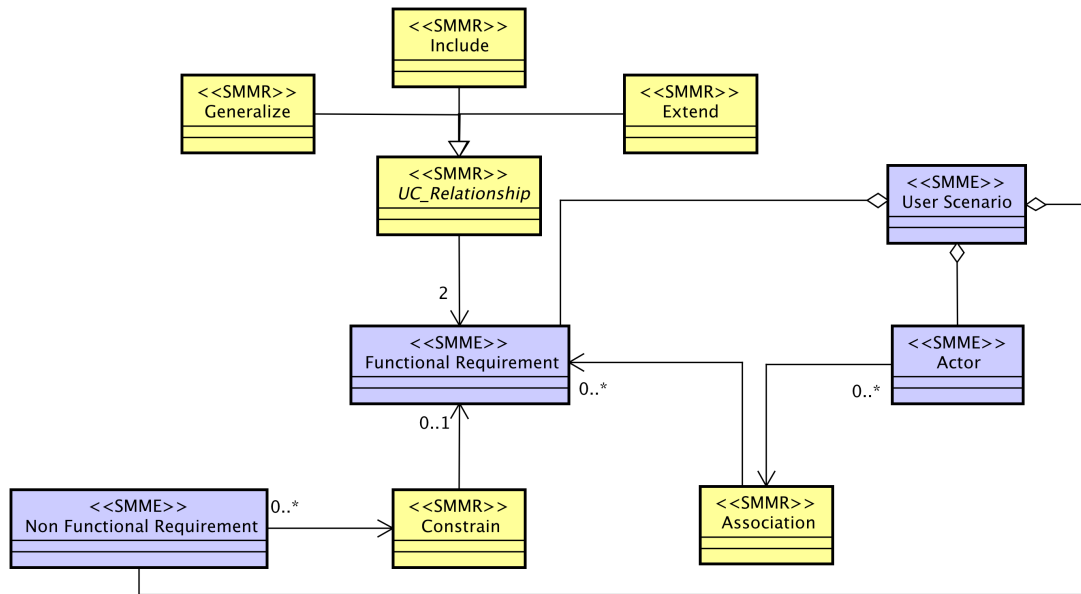 <<SMMR>>
Include
<<SMMR>>
Generalize
<<SMMR>>
Extend
<<SMMR>>
UC_Relationship
<<SMME>>
User Scenario
2
<<SMME>>
Functional Requirement
<<SMME>>
Actor
0..*
0..*
0..1
<<SMME>>
Non Functional Requirement
0..*
<<SMMR>>
Constrain
<<SMMR>>
Association